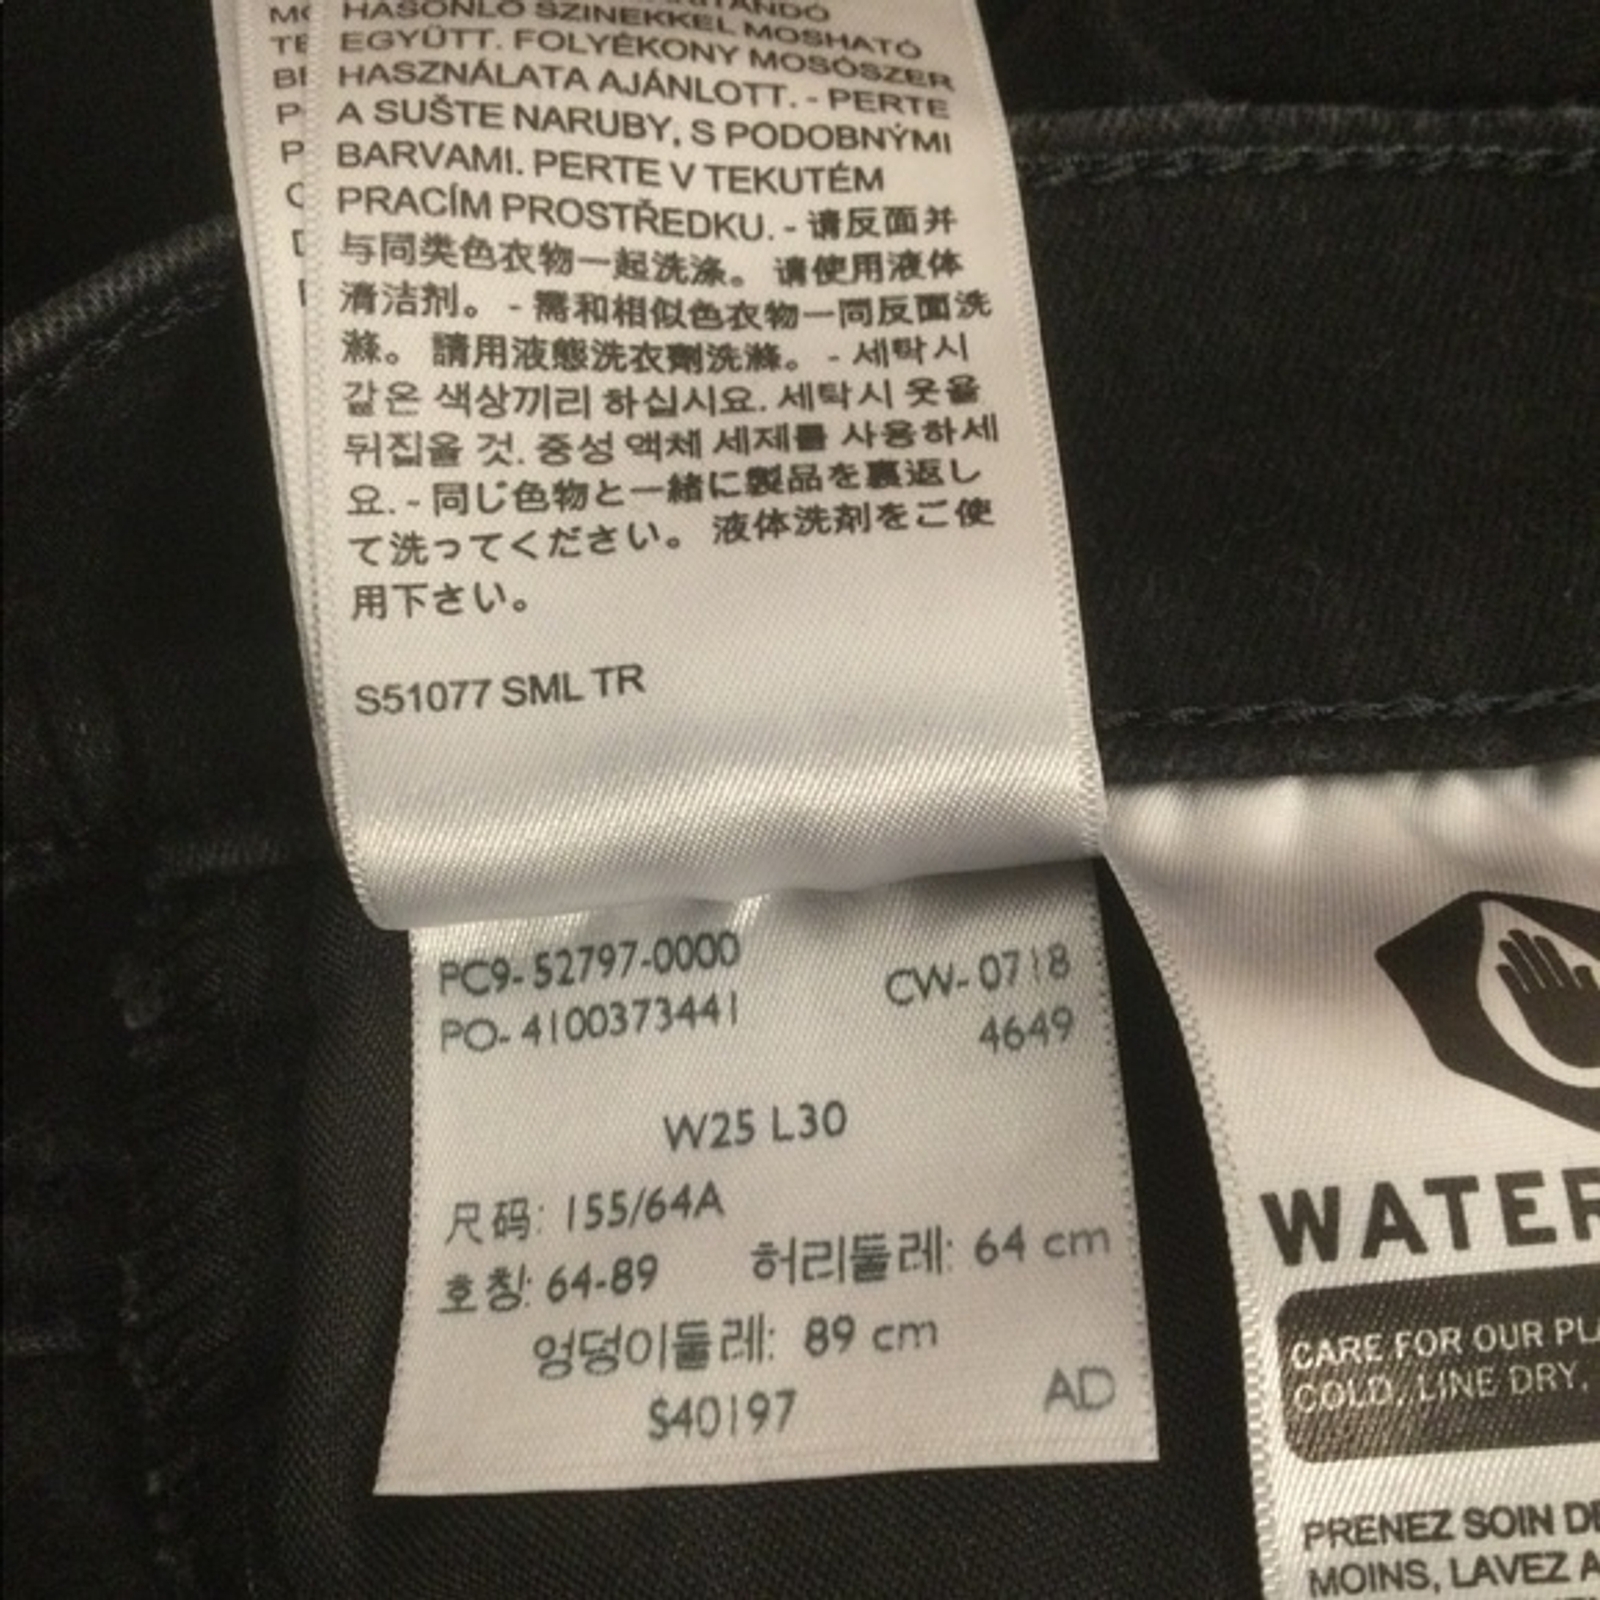 HASONLÓ SZÍNEKKEL MOSHATÓ
EGYÜTT. FOLYÉKONY MOSÓSZER
HASZNÁLATA AJÁNLOTT. - PERTE
A SUŠTE NARUBY, S PODOBNÝMI
BARVAMI. PERTE V TEKUTÉM
PRACÍM PROSTŘEDKU. - 请反面并
与同类色衣物一起洗涤。 请使用液体
清洁剂。 - 需和相似色衣物一同反面洗
滌。 請用液態洗衣劑洗滌。 - 세탁시
같은 색상끼리 하십시요. 세탁시 옷을
뒤집을 것. 중성 액체 세제를 사용하세
요. - 同じ色物と一緒に製品を裏返し
て洗ってください。 液体洗剤をご使
用下さい。
S51077 SML TR
PC9-52797-0000 CW-0718
PO-4100373441 4649
W25 L30
尺码: 155/64A
호칭: 64-89 허리둘레: 64 cm
엉덩이둘레: 89 cm
S40197 AD
WATER
CARE FOR OUR PL
COLD, LINE DRY,
PRENEZ SOIN DE
MOINS, LAVEZ A